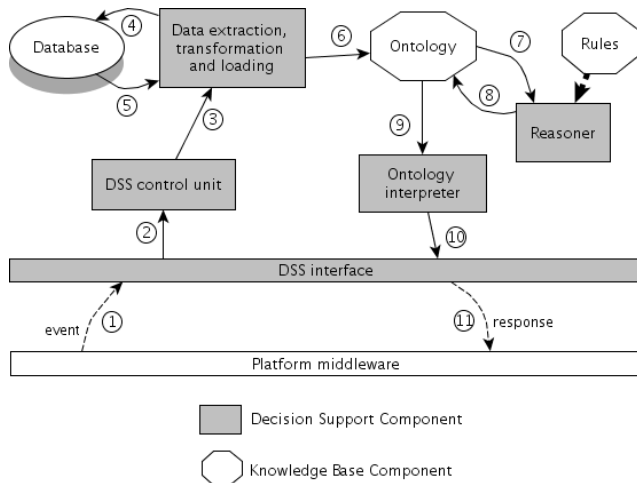 Database
④
Data extraction,
transformation
and loading
⑥
Ontology
⑦
Rules
⑤
③
⑧
⑨
Reasoner
DSS control unit
Ontology
interpreter
②
⑩
DSS interface
event
①
⑪
response
Platform middleware
Decision Support Component
Knowledge Base Component